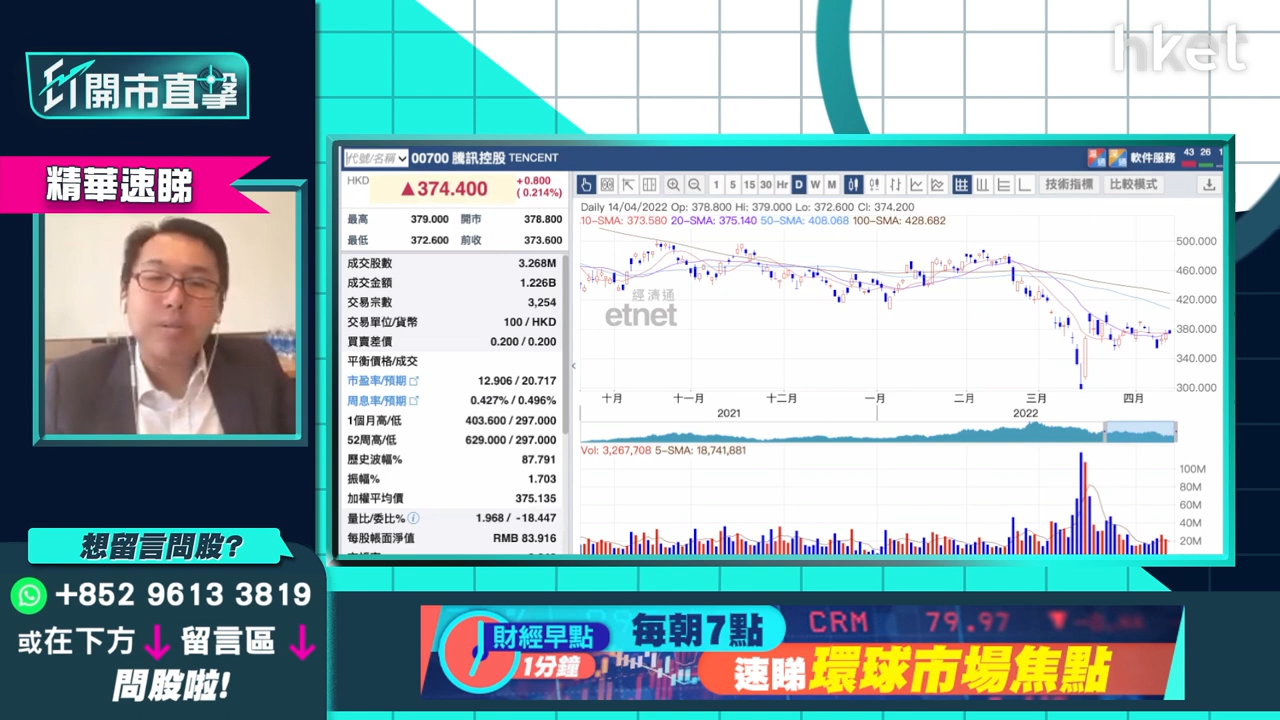 hket
ET開市直擊
精華速睇
代號/名稱 00700 騰訊控股 TENCENT
43 26
軟件服務
HKD
▲374.400
+0.800
( 0.214%)
最高 379.000 開市 378.800
最低 372.600 前收 373.600
成交股數 3.268M
成交金額 1.226B
交易宗數 3,254
交易單位/貨幣 100 / HKD
買賣差價 0.200 / 0.200
平衡價格/成交
市盈率/預期 12.906 / 20.717
周息率/預期 0.427% / 0.496%
1個月高/低 403.600 / 297.000
52周高/低 629.000 / 297.000
歷史波幅% 87.791
振幅% 1.703
加權平均價 375.135
量比/委比% 1.968 / -18.447
每股帳面淨值 RMB 83.916
1 5 15 30 Hr D W M
技術指標 比較模式
Daily 14/04/2022 Op: 378.800 Hi: 379.000 Lo: 372.600 Cl: 374.200
10-SMA: 373.580 20-SMA: 375.140 50-SMA: 408.068 100-SMA: 428.682
500.000
460.000
420.000
380.000
340.000
300.000
經濟通
etnet
十月 十一月 十二月 一月 二月 三月 四月
2021 2022
Vol: 3,267,708 5-SMA: 18,741,881
100M
80M
60M
40M
20M
想留言問股?
+852 9613 3819
或在下方↓留言區↓
問股啦!
財經早點
1分鐘
每朝7點
速睇環球市場焦點
CRM 79.97